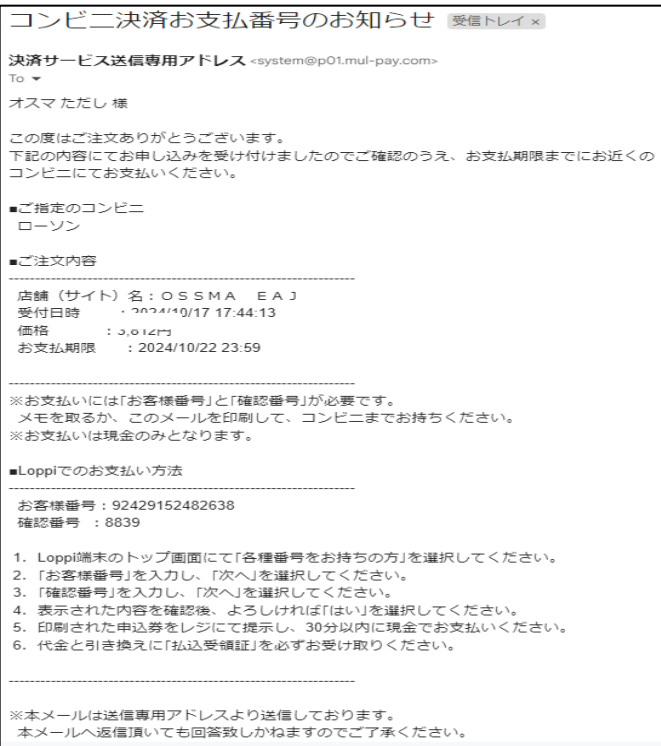 コンビニ決済お支払番号のお知らせ 受信トレイ ×
決済サービス送信専用アドレス <system@p01.mul-pay.com>
To
オスマ ただし 様
この度はご注文ありがとうございます。
下記の内容にてお申し込みを受け付けましたのでご確認のうえ、お支払期限までにお近くの
コンビニにてお支払いください。
■ご指定のコンビニ
ローソン
■ご注文内容
------------------------------------------------------------------
店舗（サイト）名：ＯＳＳＭＡ　ＥＡＪ
受付日時　　：2024/10/17 17:44:13
価格　　　：3,812円
お支払期限　　：2024/10/22 23:59
------------------------------------------------------------------
※お支払いには｢お客様番号｣と｢確認番号｣が必要です。
メモを取るか、このメールを印刷して、コンビニまでお持ちください。
※お支払いは現金のみとなります。
■Loppiでのお支払い方法
------------------------------------------------------------------
お客様番号：92429152482638
確認番号　：8839
1．Loppi端末のトップ画面にて｢各種番号をお持ちの方｣を選択してください。
2．｢お客様番号｣を入力し、｢次へ｣を選択してください。
3．｢確認番号｣を入力し、｢次へ｣を選択してください。
4．表示された内容を確認後、よろしければ｢はい｣を選択してください。
5．印刷された申込券をレジにて提示し、30分以内に現金でお支払いください。
6．代金と引き換えに｢払込受領証｣を必ずお受け取りください。
------------------------------------------------------------------
※本メールは送信専用アドレスより送信しております。
本メールへ返信頂いても回答致しかねますのでご了承ください。